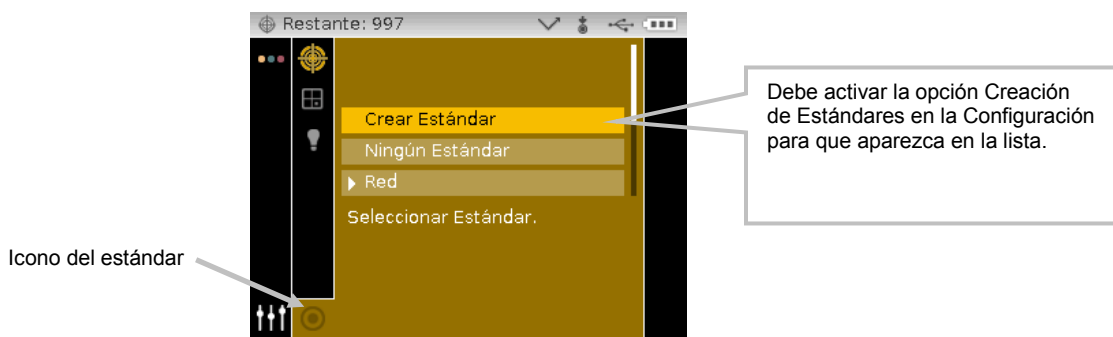 Restante: 997
Crear Estándar
Ningún Estándar
Red
Seleccionar Estándar.
Debe activar la opción Creación
de Estándares en la Configuración
para que aparezca en la lista.
Icono del estándar